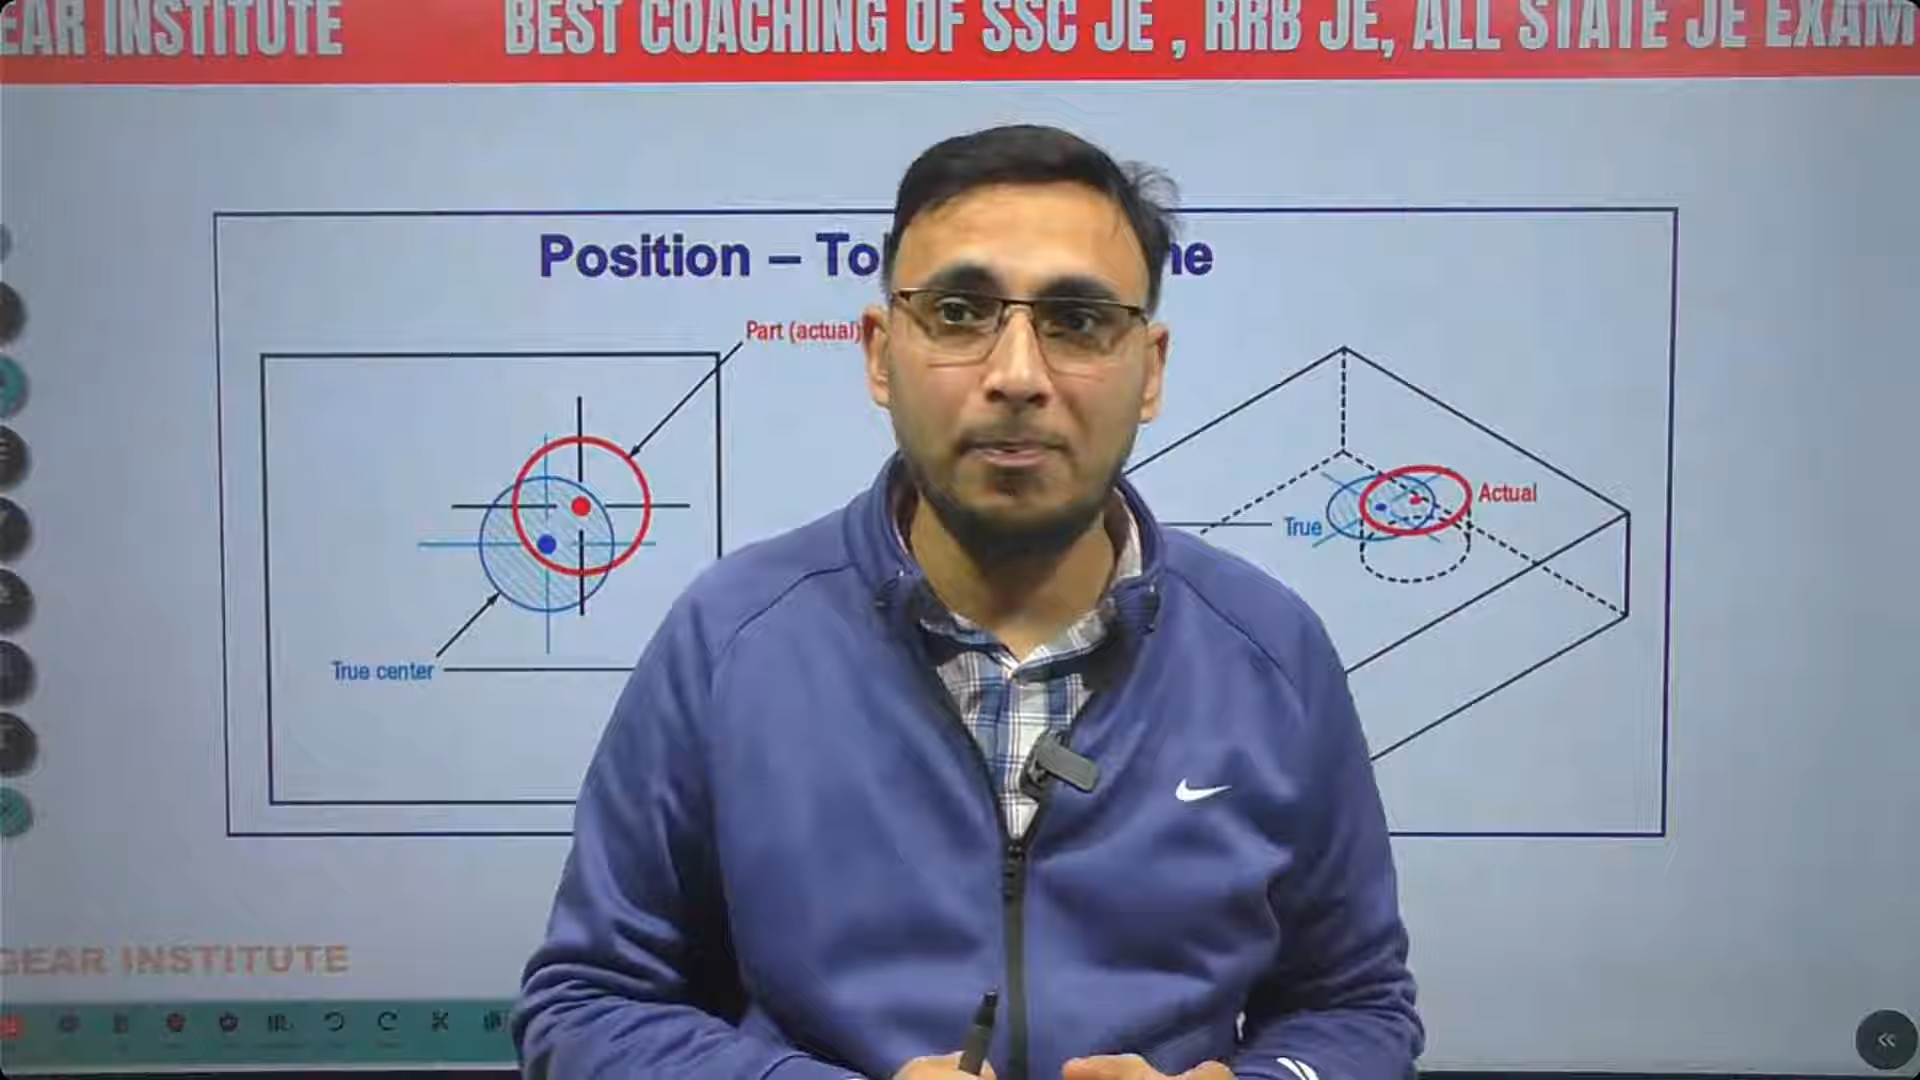 EAR INSTITUTE BEST COACHING OF SSC JE , RRB JE, ALL STATE JE EXAM
Position – To ne
Part (actual)
Actual
True
True center
GEAR INSTITUTE